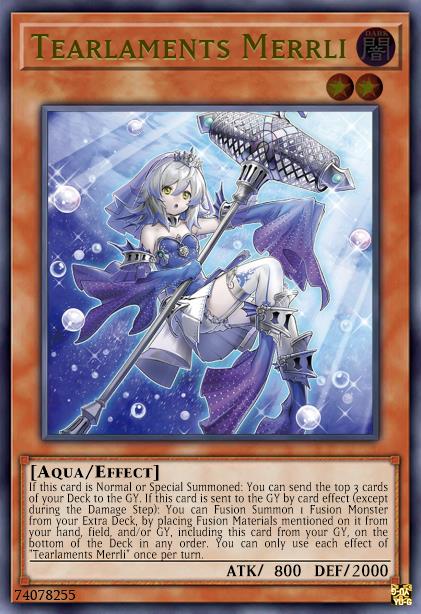 TEARLAMENTS MERRLI
DARK
闇
[AQUA/EFFECT]
If this card is Normal or Special Summoned: You can send the top 3 cards
of your Deck to the GY. If this card is sent to the GY by card effect (except
during the Damage Step): You can Fusion Summon 1 Fusion Monster
from your Extra Deck, by placing Fusion Materials mentioned on it from
your hand, field, and/or GY, including this card from your GY, on the
bottom of the Deck in any order. You can only use each effect of
"Tearlaments Merrli" once per turn.
ATK/ 800 DEF/2000
74078255